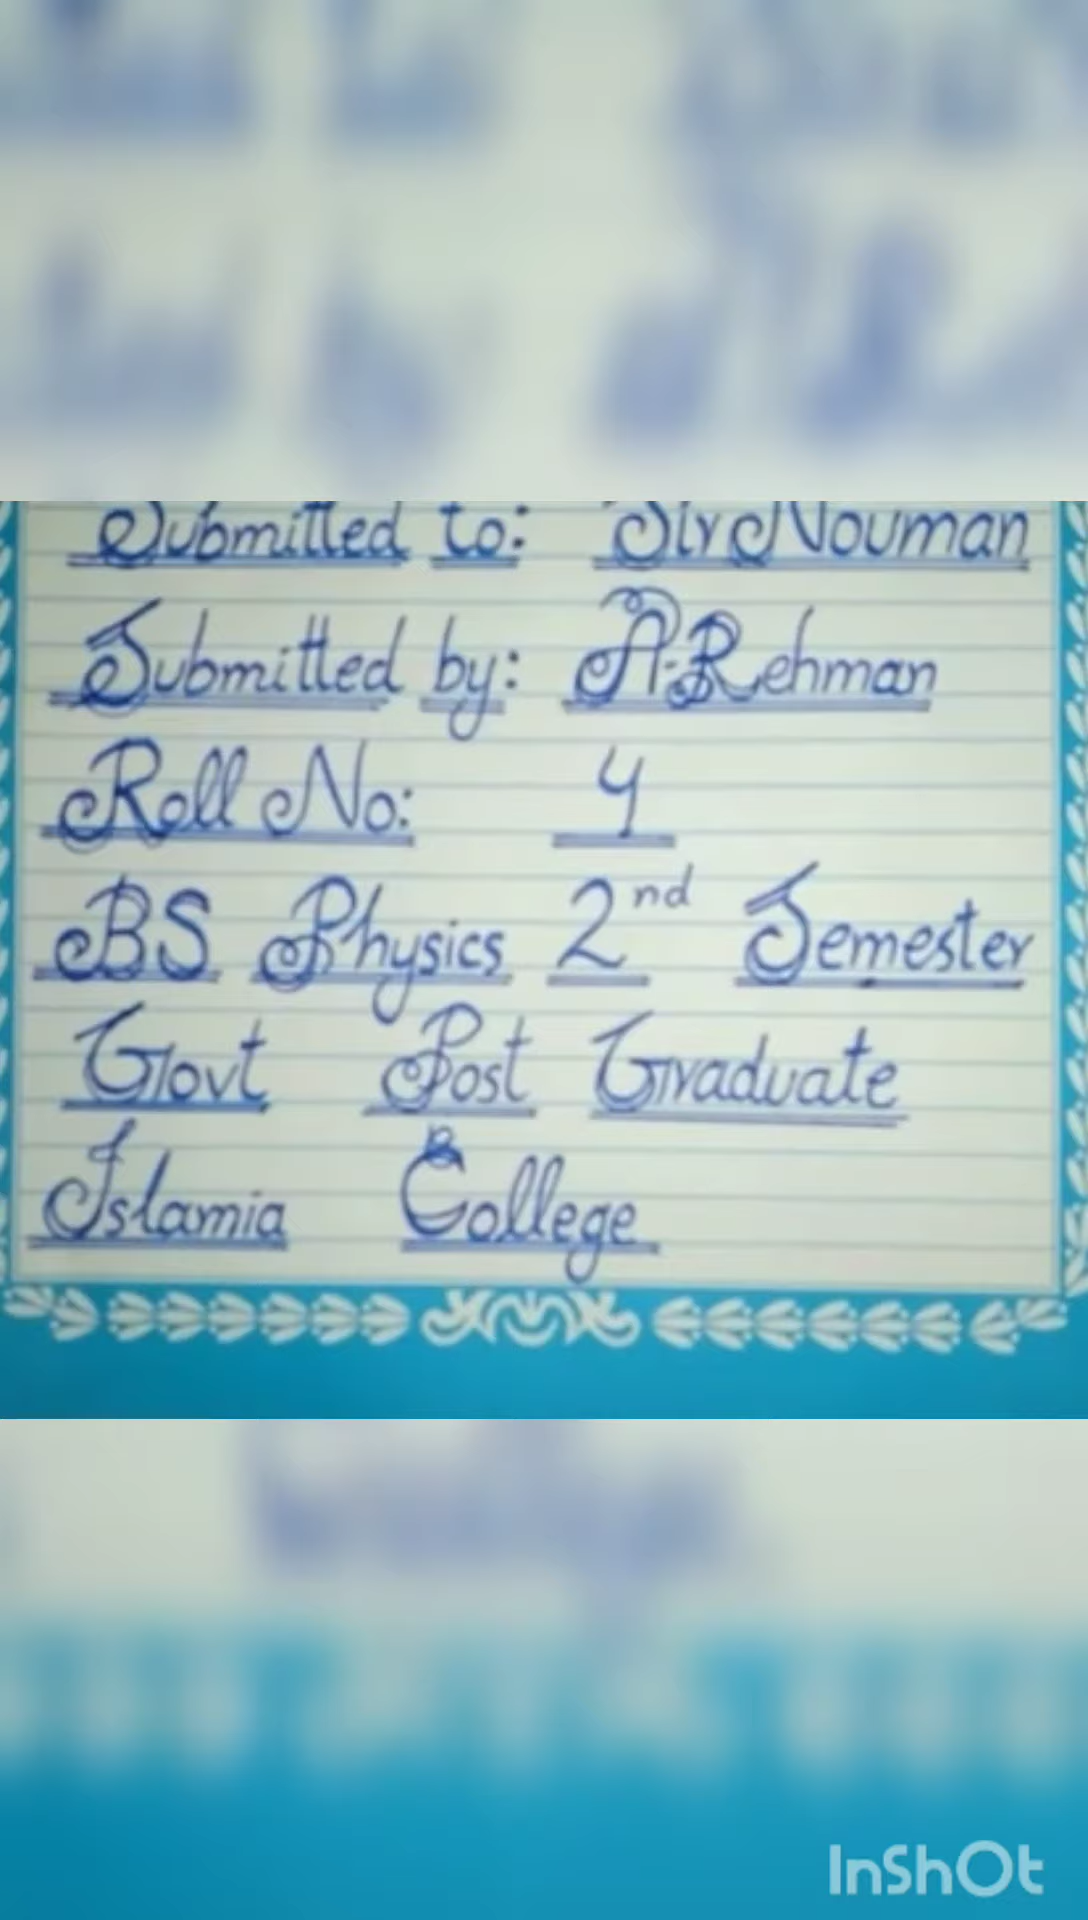 Submitted to: Sir Nouman
Submitted by: A.Rehman
Roll No: 4
BS Physics 2nd Semester
Govt Post Graduate
Islamia College
InShOt